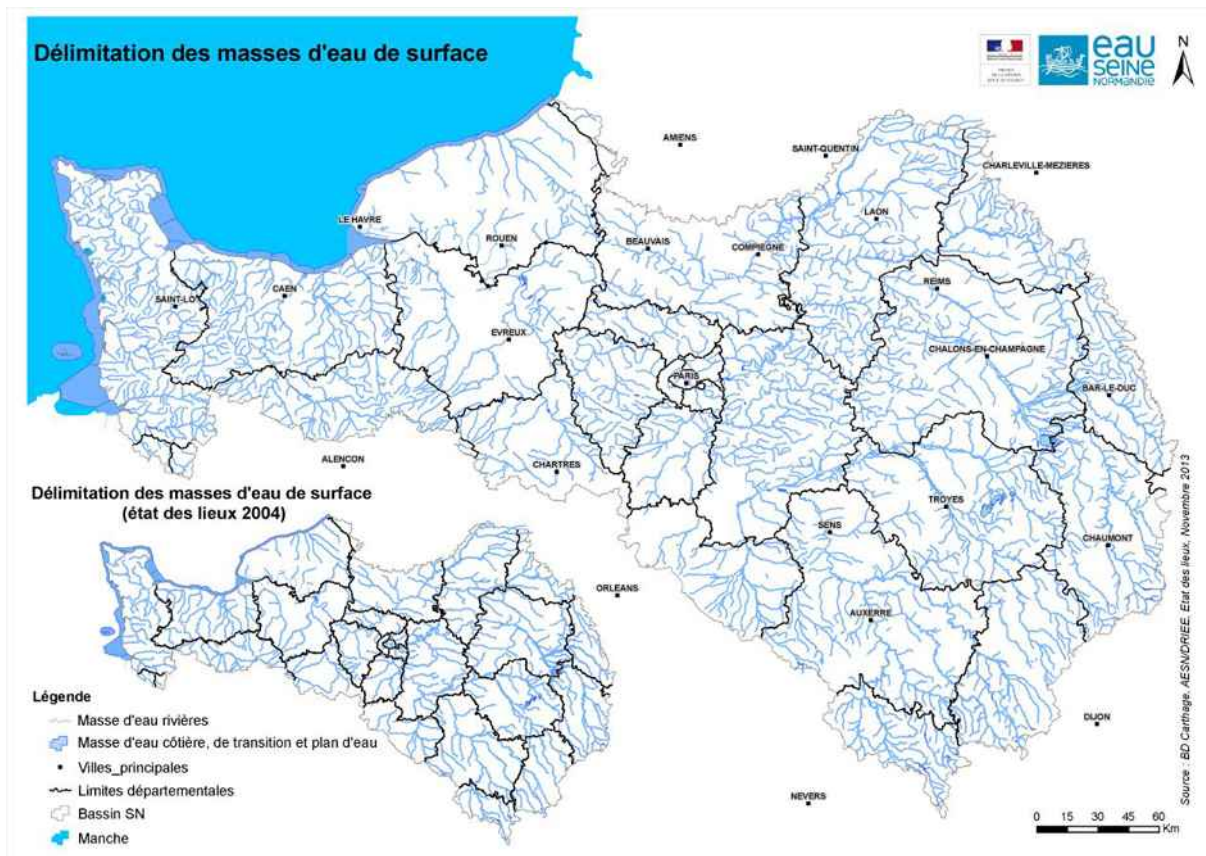 Délimitation des masses d'eau de surface
eau
SEINE
NORMANDIE
N
AMIENS
SAINT-QUENTIN
CHARLEVILLE-MEZIERES
LE HAVRE
ROUEN
BEAUVAIS
COMPIEGNE
LAON
SAINT-LO
CAEN
REIMS
EVREUX
CHALONS-EN-CHAMPAGNE
PARIS
BAR-LE-DUC
ALENCON
CHARTRES
TROYES
SENS
CHAUMONT
ORLEANS
AUXERRE
DIJON
NEVERS
Délimitation des masses d'eau de surface
(état des lieux 2004)
Légende
Masse d'eau rivières
Masse d'eau côtière, de transition et plan d'eau
Villes_principales
Limites départementales
Bassin SN
Manche
0 15 30 45 60
Km
Source : BD Carthage, AESN/DRIEE, Etat des lieux, Novembre 2013